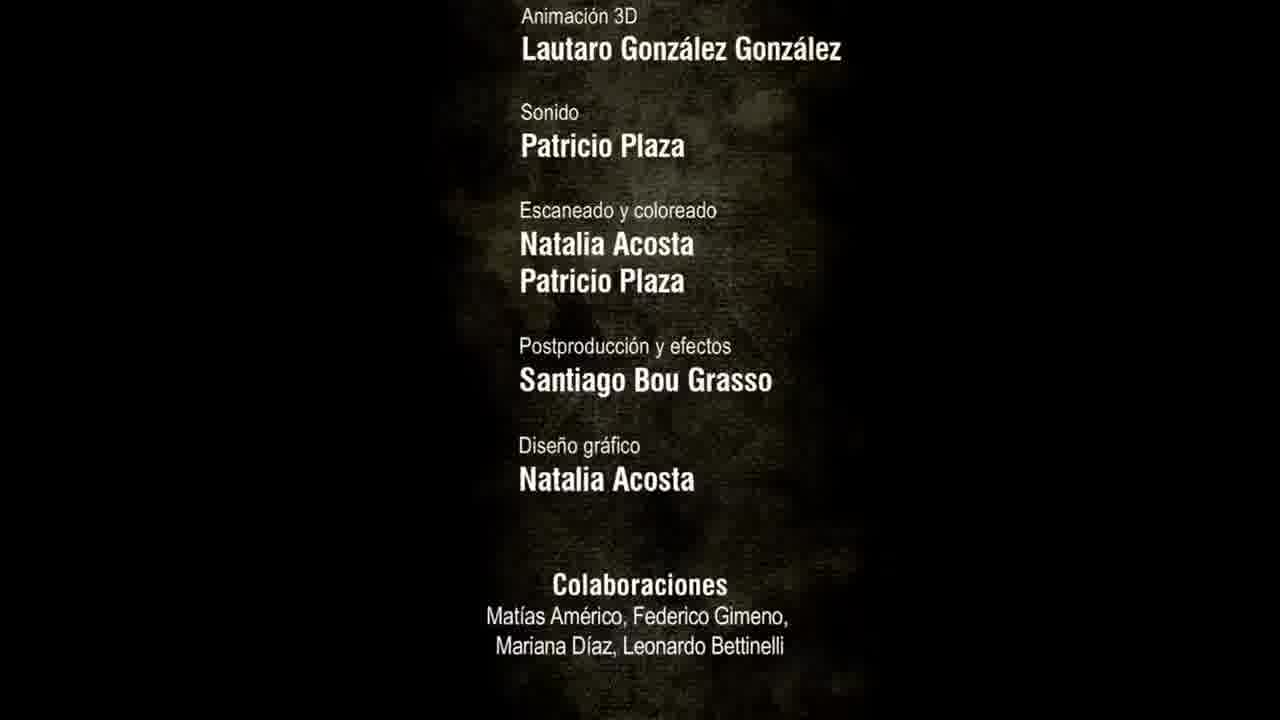 Animación 3D
Lautaro González González
Sonido
Patricio Plaza
Escaneado y coloreado
Natalia Acosta
Patricio Plaza
Postproducción y efectos
Santiago Bou Grasso
Diseño gráfico
Natalia Acosta
Colaboraciones
Matías Américo, Federico Gimeno,
Mariana Díaz, Leonardo Bettinelli